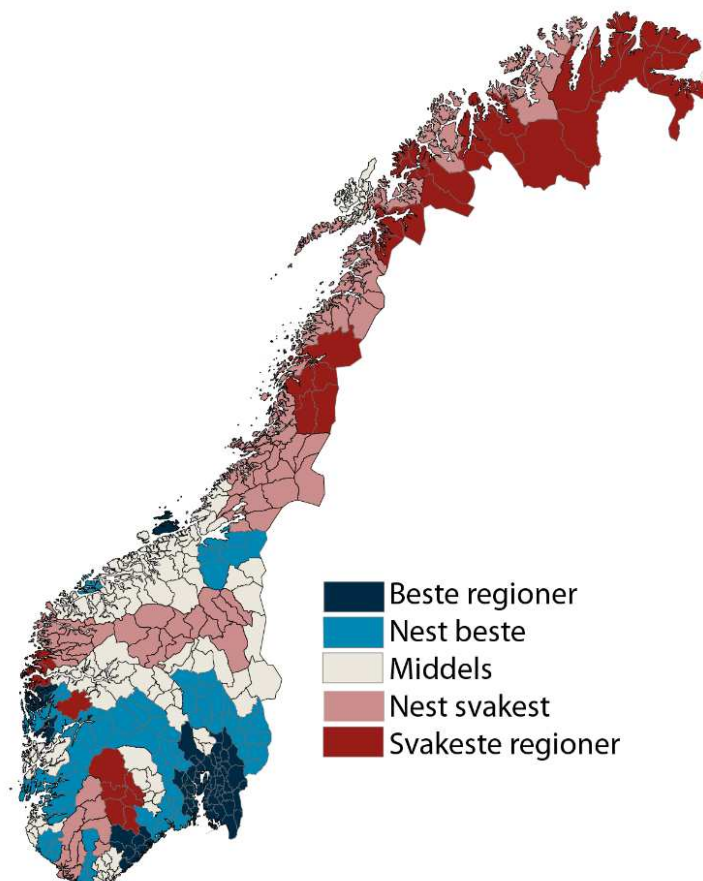 Beste regioner
Nest beste
Middels
Nest svakest
Svakeste regioner